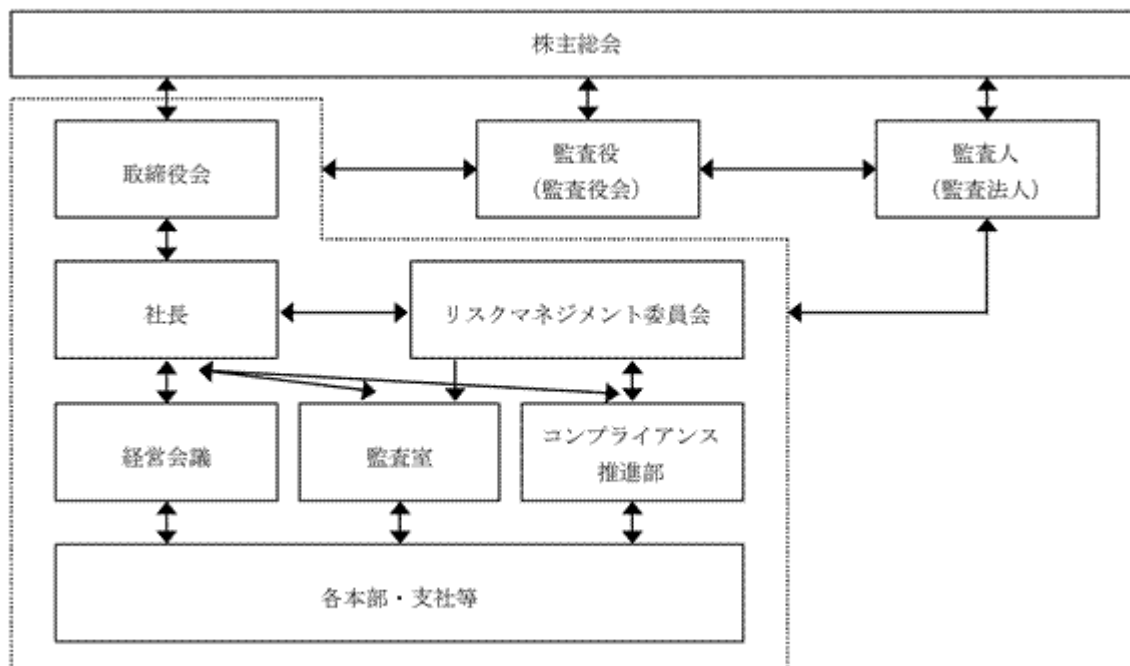 株主総会
取締役会
監査役
（監査役会）
監査人
（監査法人）
社長
リスクマネジメント委員会
経営会議
監査室
コンプライアンス
推進部
各本部・支社等